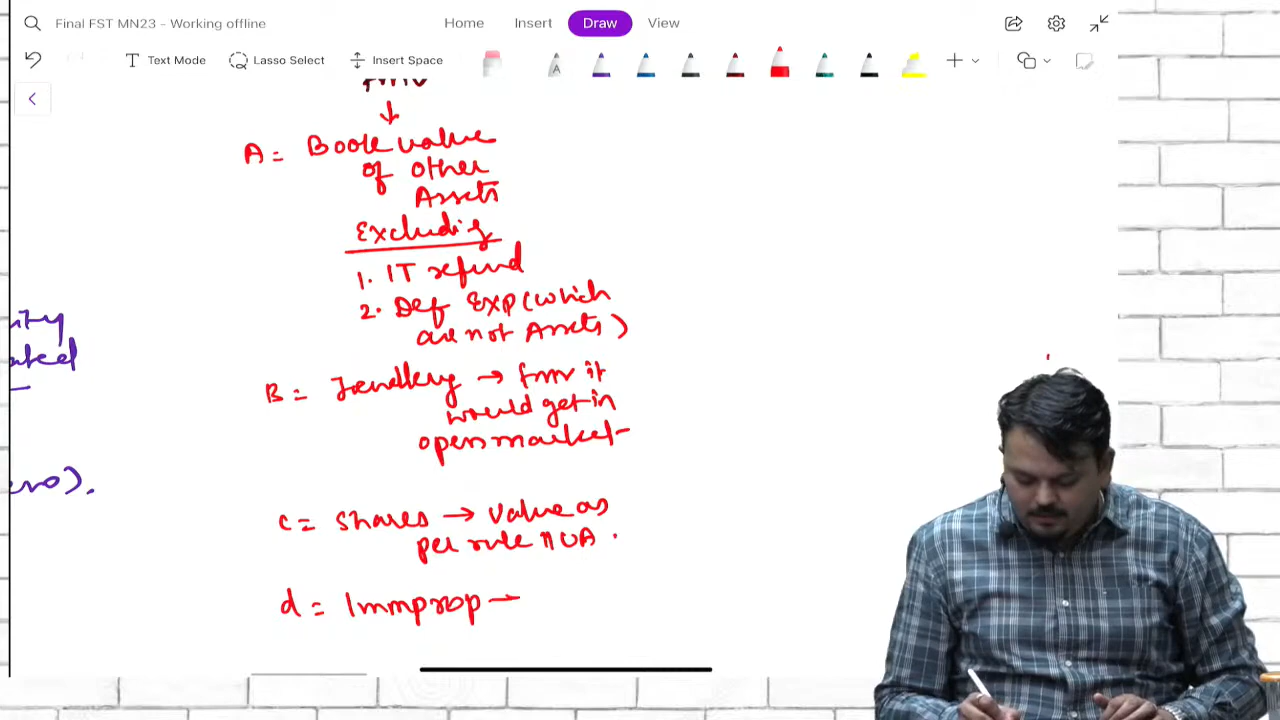 Final FST MN23 - Working offline
Home Insert Draw View
Text Mode Lasso Select Insert Space
A = Book value
of other
Assets
Excluding
1. IT refund
2. Def Exp (which
are not Assets)
B = Jewellery → fmv it
would get in
open market
C = Shares → value as
per rule 11UA.
d = Immprop →